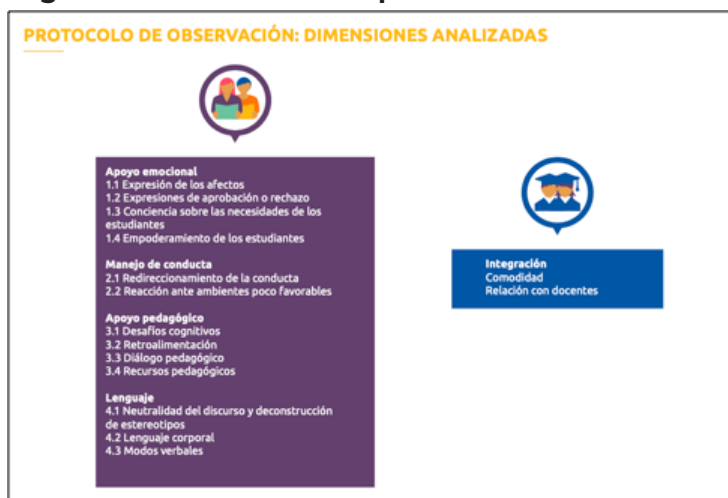 PROTOCOLO DE OBSERVACIÓN: DIMENSIONES ANALIZADAS
Apoyo emocional
1.1 Expresión de los afectos
1.2 Expresiones de aprobación o rechazo
1.3 Conciencia sobre las necesidades de los
estudiantes
1.4 Empoderamiento de los estudiantes
Manejo de conducta
2.1 Redireccionamiento de la conducta
2.2 Reacción ante ambientes poco favorables
Apoyo pedagógico
3.1 Desafíos cognitivos
3.2 Retroalimentación
3.3 Diálogo pedagógico
3.4 Recursos pedagógicos
Lenguaje
4.1 Neutralidad del discurso y deconstrucción
de estereotipos
4.2 Lenguaje corporal
4.3 Modos verbales
Integración
Comodidad
Relación con docentes